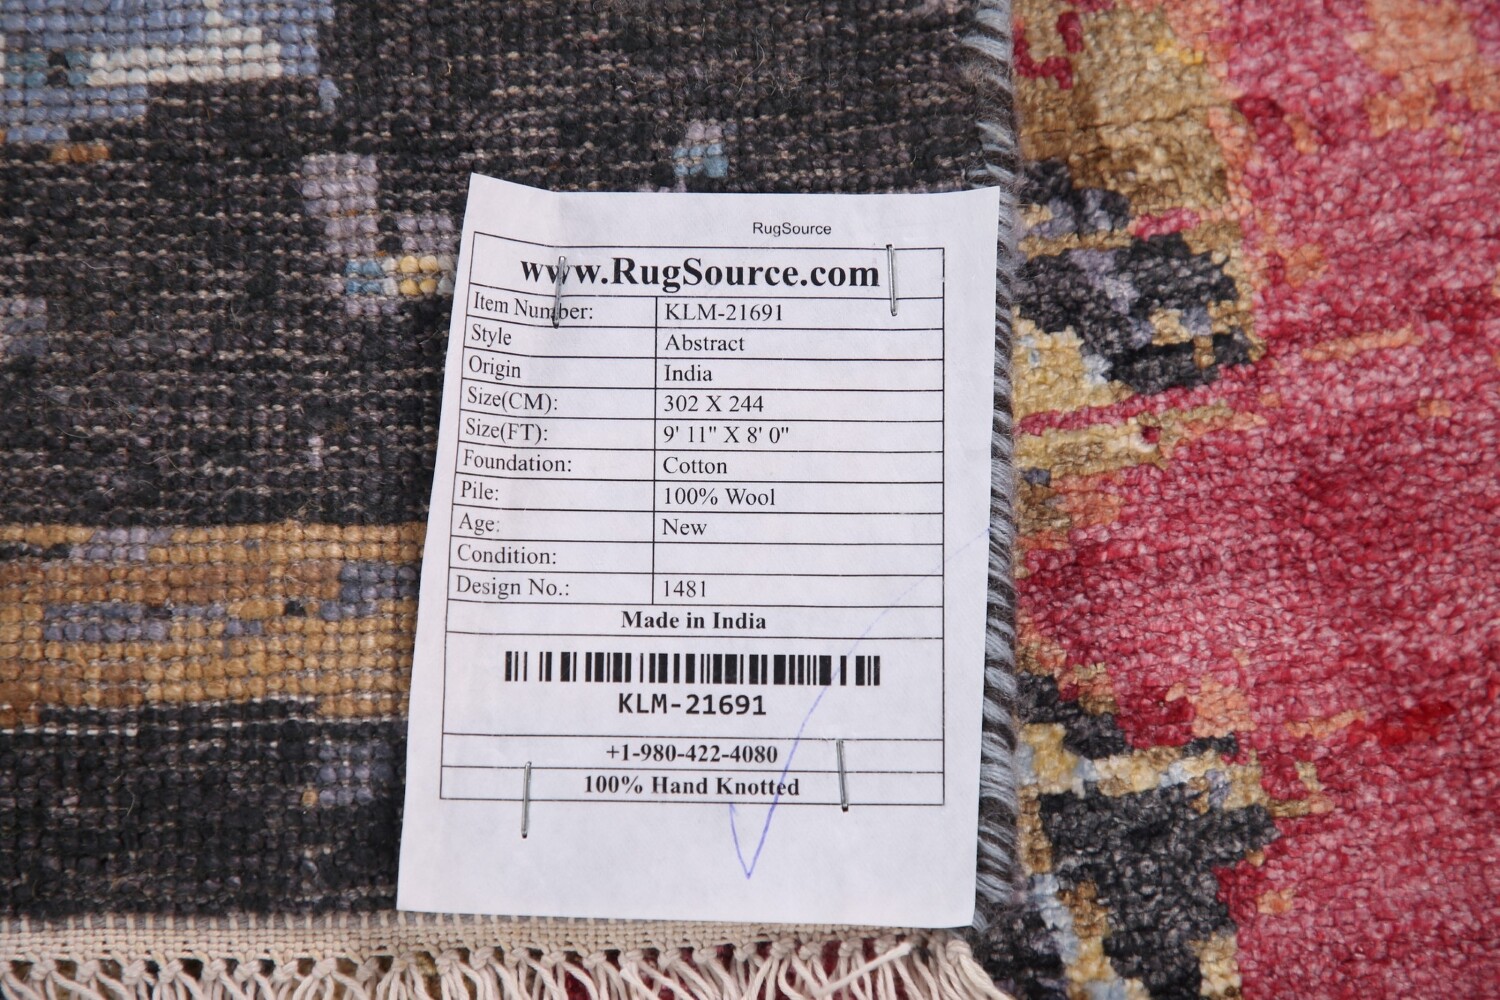 RugSource
www.RugSource.com
Item Number: KLM-21691
Style Abstract
Origin India
Size(CM): 302 X 244
Size(FT): 9' 11" X 8' 0"
Foundation: Cotton
Pile: 100% Wool
Age: New
Condition:
Design No.: 1481
Made in India
KLM-21691
+1-980-422-4080
100% Hand Knotted